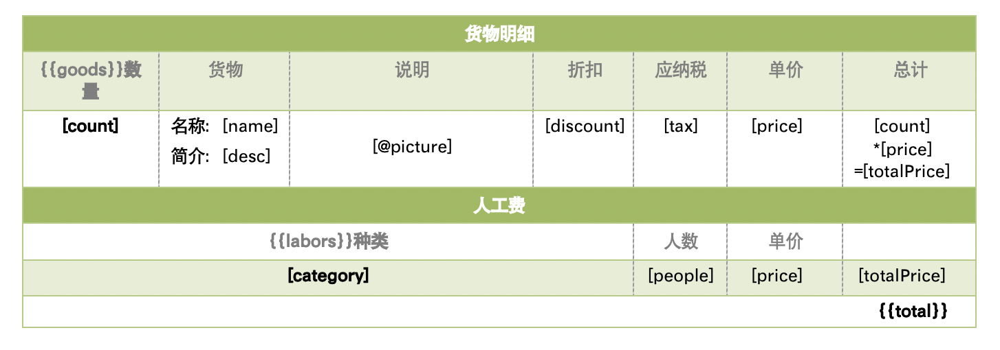 货物明细
{{goods}}数量 货物 说明 折扣 应纳税 单价 总计
[count] 名称: [name] [discount] [tax] [price] [count]
[@picture] *[price]
简介: [desc] =[totalPrice]
人工费
{{labors}}种类 人数 单价
[category] [people] [price] [totalPrice]
{{total}}